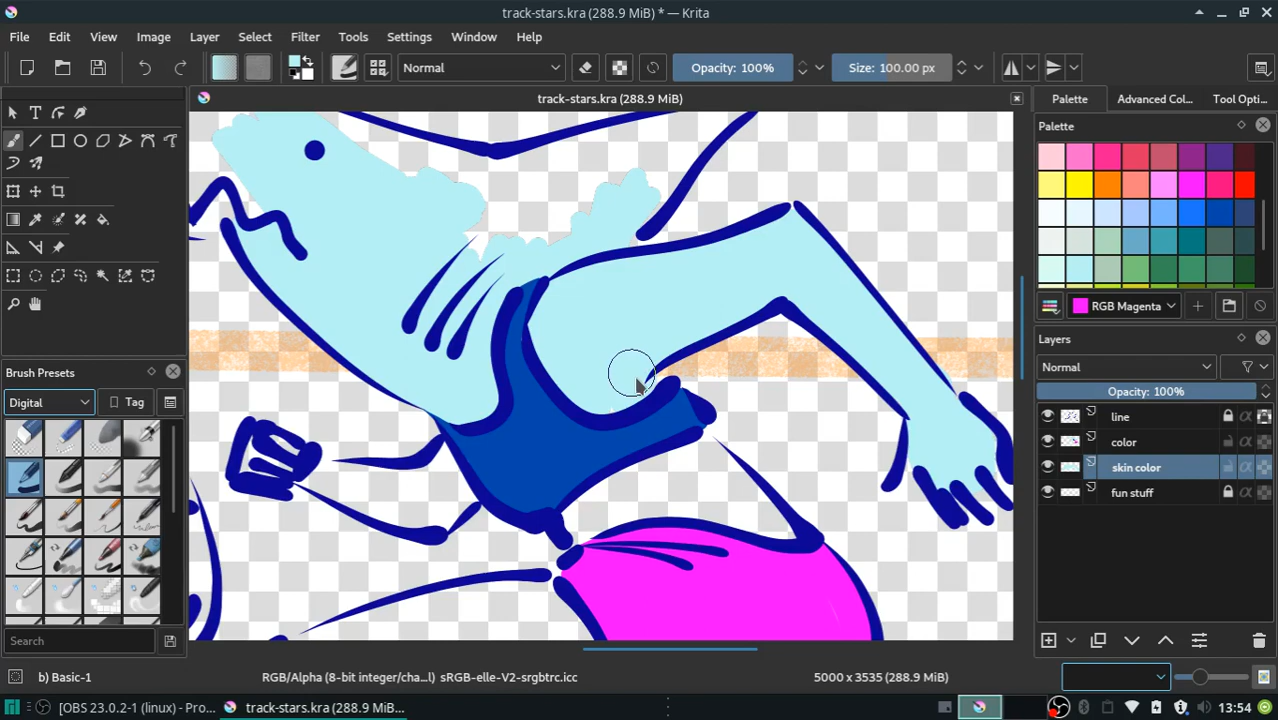 track-stars.kra (288.9 MiB) * — Krita
File Edit View Image Layer Select Filter Tools Settings Window Help
Normal Opacity: 100% Size: 100.00 px
track-stars.kra (288.9 MiB)
Palette Advanced Col... Tool Opti...
Palette
RGB Magenta
Layers
Normal
Opacity: 100%
line
color
skin color
fun stuff
Brush Presets
Digital Tag
Search
b) Basic-1 RGB/Alpha (8-bit integer/cha...l) sRGB-elle-V2-srgbtrc.icc 5000 x 3535 (288.9 MiB)
[OBS 23.0.2-1 (linux) - Pro... track-stars.kra (288.9 MiB... 13:54